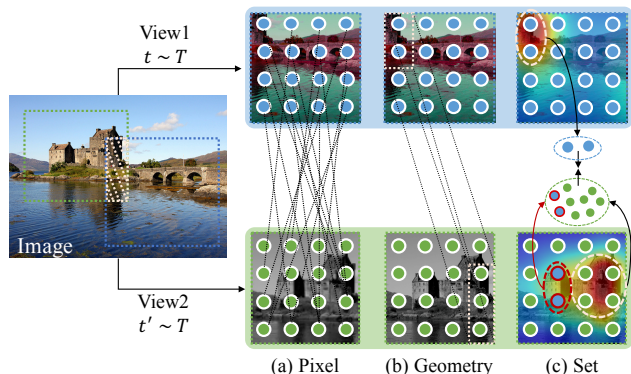 View1
t ~ T
Image
View2
t′ ~ T
(a) Pixel
(b) Geometry
(c) Set